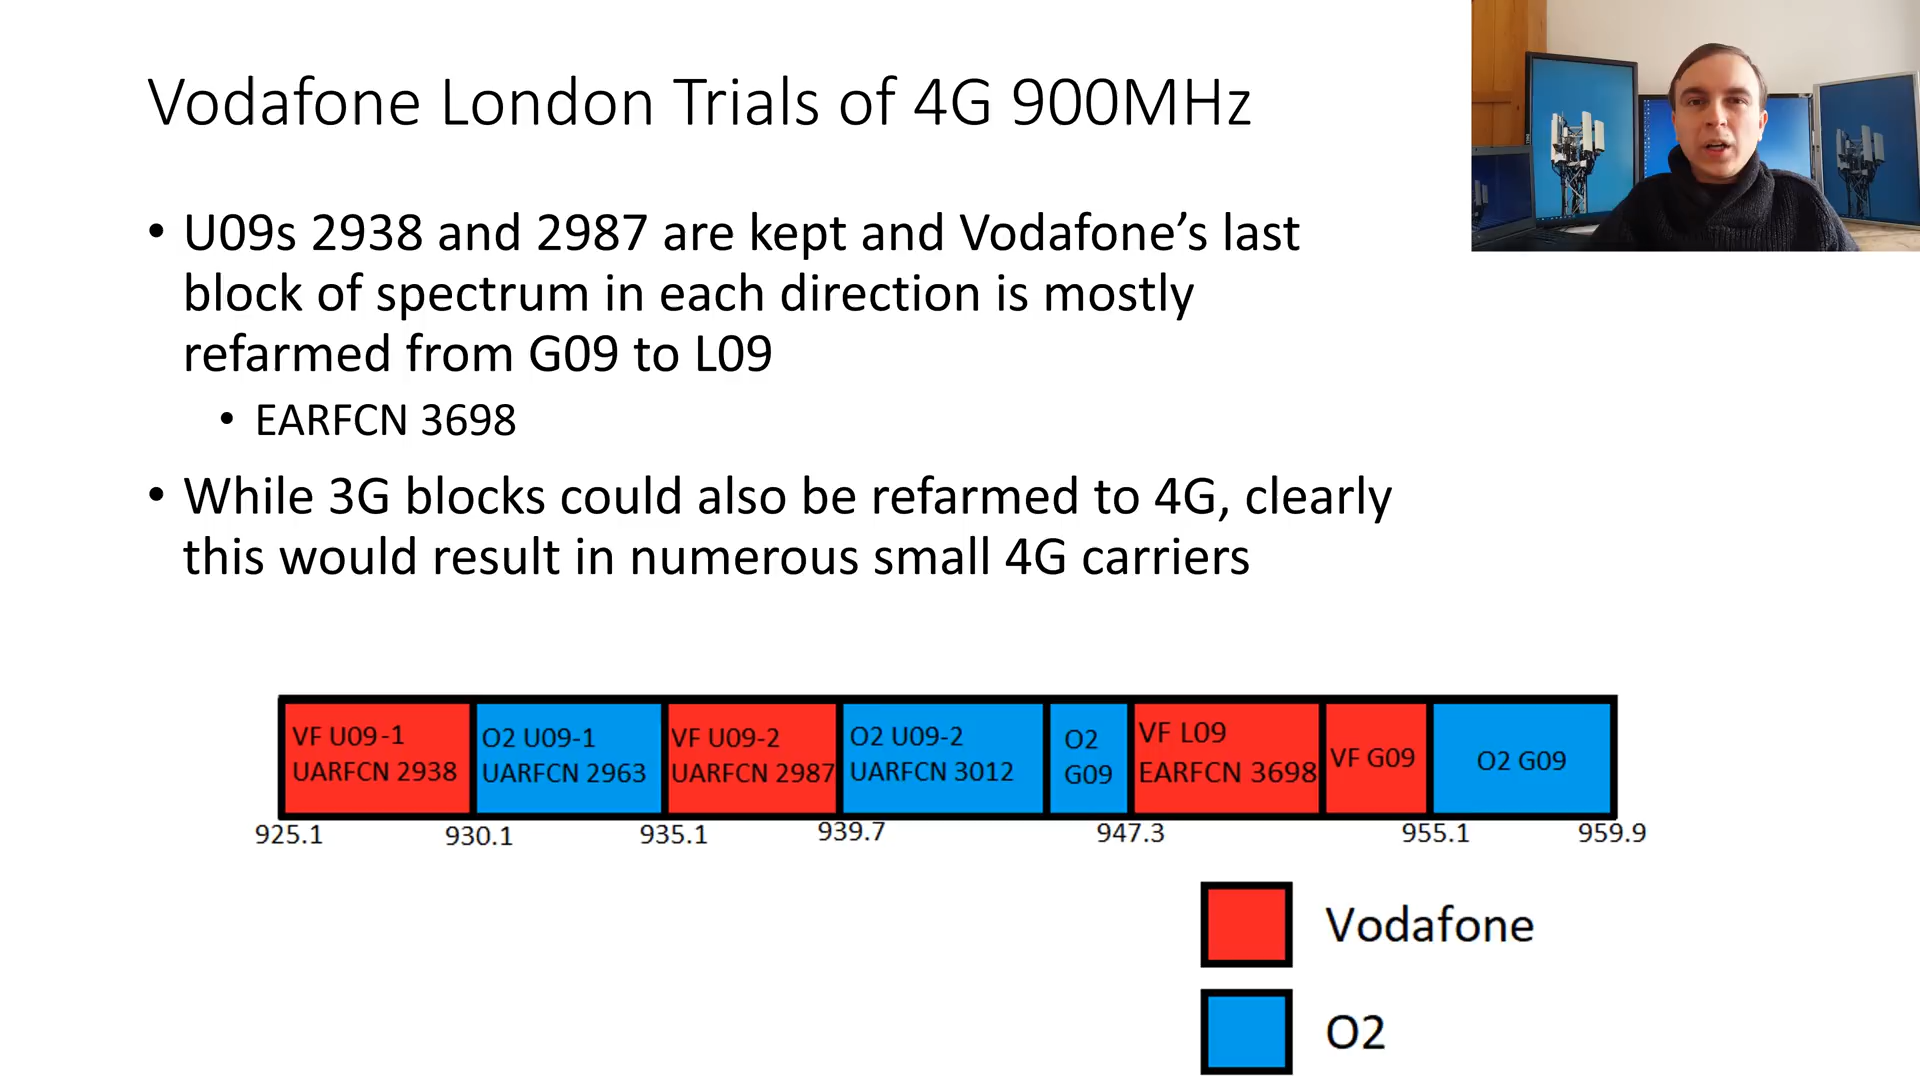 Vodafone London Trials of 4G 900MHz
• U09s 2938 and 2987 are kept and Vodafone’s last
block of spectrum in each direction is mostly
refarmed from G09 to L09
• EARFCN 3698
• While 3G blocks could also be refarmed to 4G, clearly
this would result in numerous small 4G carriers
VF U09-1
UARFCN 2938
O2 U09-1
UARFCN 2963
VF U09-2
UARFCN 2987
O2 U09-2
UARFCN 3012
O2
G09
VF L09
EARFCN 3698
VF G09
O2 G09
925.1
930.1
935.1
939.7
947.3
955.1
959.9
Vodafone
O2